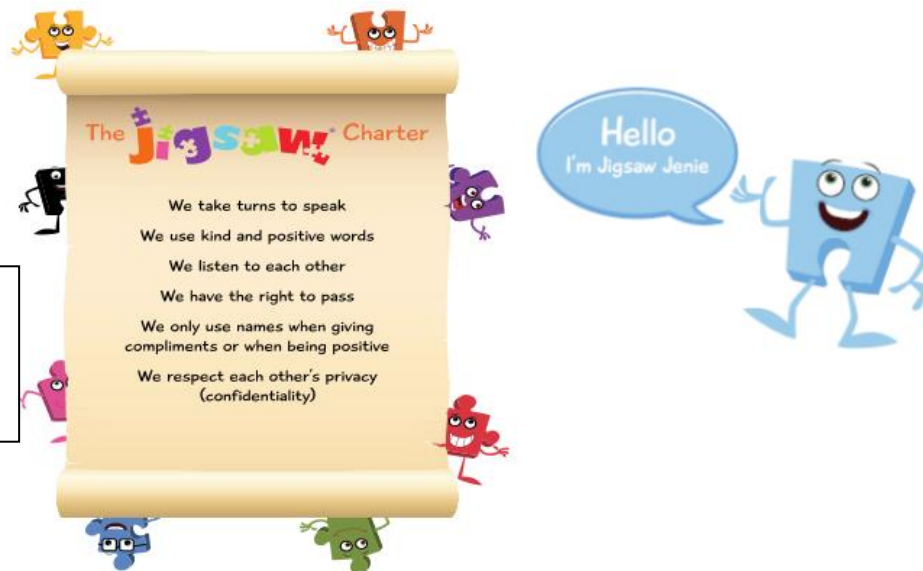 The Jigsaw Charter
We take turns to speak
We use kind and positive words
We listen to each other
We have the right to pass
We only use names when giving
compliments or when being positive
We respect each other's privacy
(confidentiality)
Hello
I'm Jigsaw Jenie